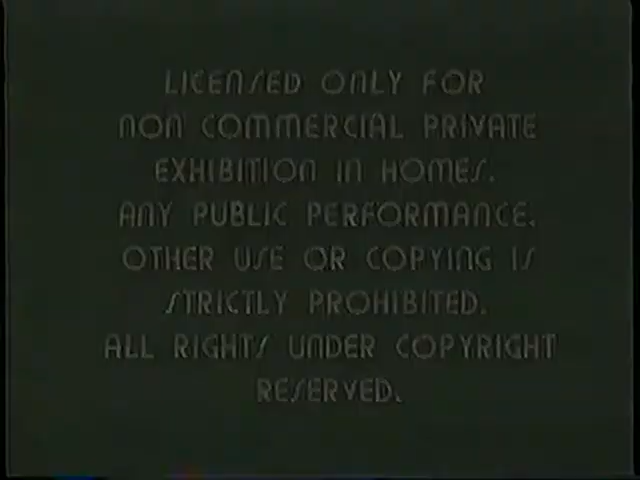 LICENSED ONLY FOR
NON COMMERCIAL PRIVATE
EXHIBITION IN HOMES.
ANY PUBLIC PERFORMANCE,
OTHER USE OR COPYING IS
STRICTLY PROHIBITED.
ALL RIGHTS UNDER COPYRIGHT
RESERVED.